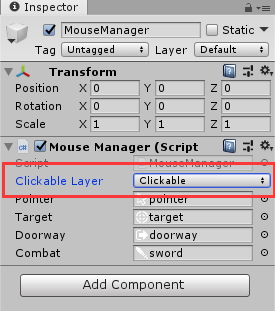 Inspector
MouseManager Static
Tag Untagged Layer Default
Transform
Position X 0 Y 0 Z 0
Rotation X 0 Y 0 Z 0
Scale X 1 Y 1 Z 1
Mouse Manager (Script
Script MouseManager
Clickable Layer Clickable
Pointer pointer
Target target
Doorway doorway
Combat sword
Add Component